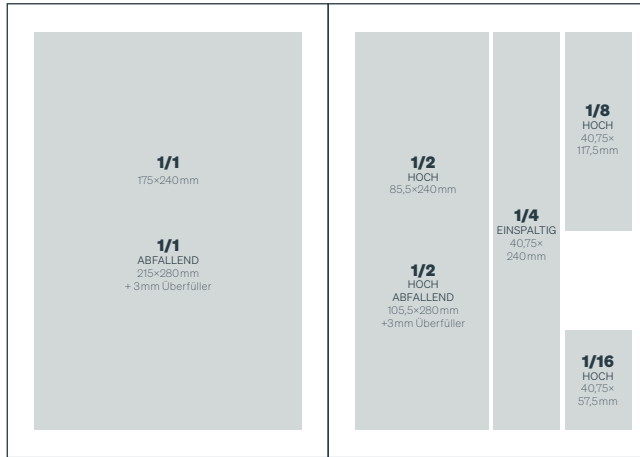 1/1
175×240mm
1/1
ABFALLEND
215×280mm
+ 3mm Überfüller
1/2
HOCH
85,5×240mm
1/2
HOCH
ABFALLEND
105,5×280mm
+3mm Überfüller
1/4
EINSPALTIG
40,75×
240mm
1/8
HOCH
40,75×
117,5mm
1/16
HOCH
40,75×
57,5mm